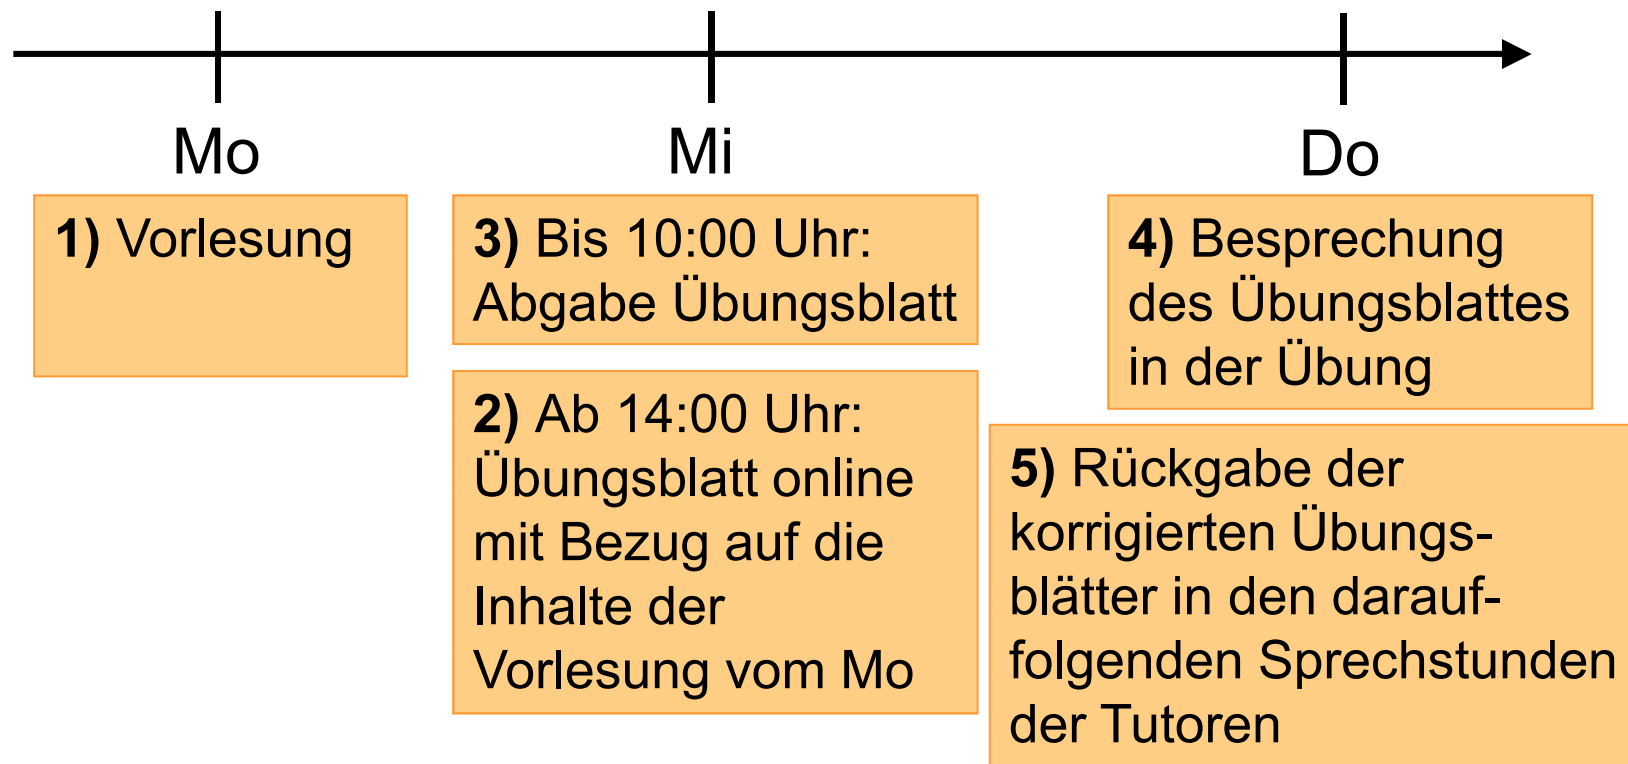 Mo
Mi
Do
1) Vorlesung
3) Bis 10:00 Uhr:
Abgabe Übungsblatt
2) Ab 14:00 Uhr:
Übungsblatt online
mit Bezug auf die
Inhalte der
Vorlesung vom Mo
4) Besprechung
des Übungsblattes
in der Übung
5) Rückgabe der
korrigierten Übungs-
blätter in den darauf-
folgenden Sprechstunden
der Tutoren